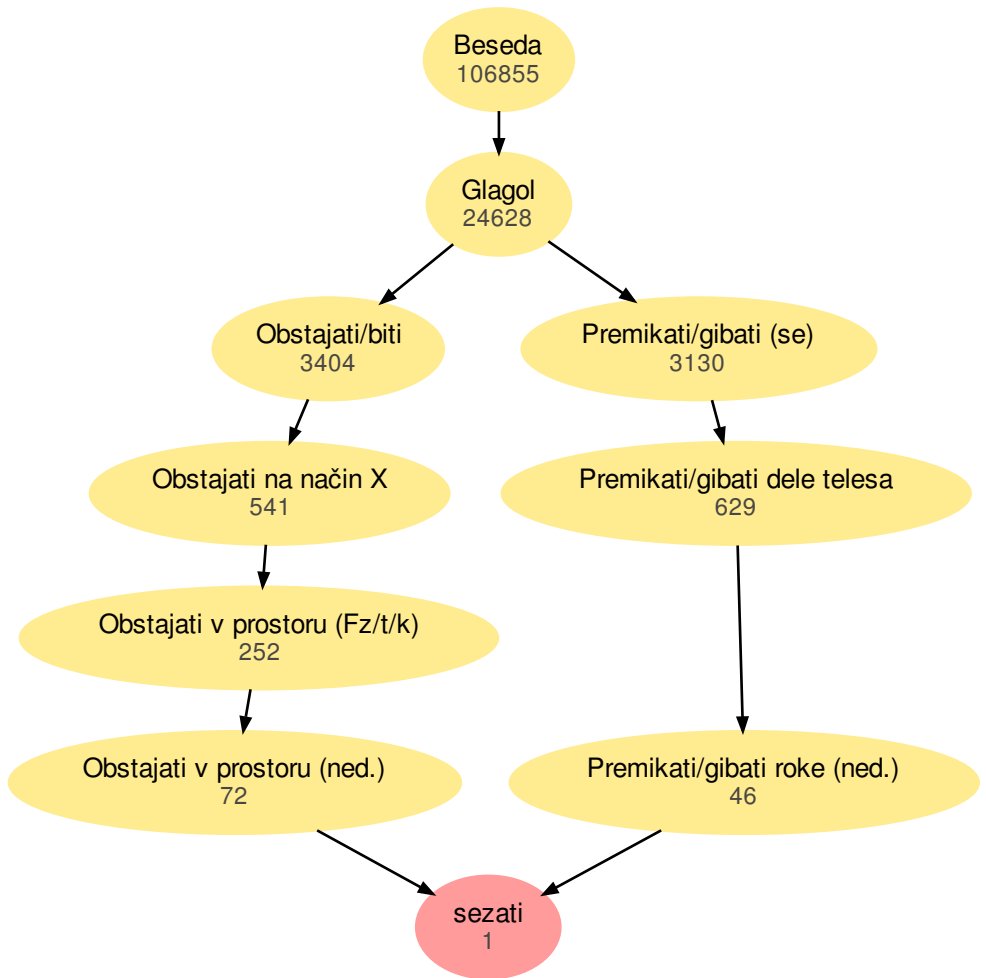 Beseda
106855
Glagol
24628
Obstajati/biti
3404
Premikati/gibati (se)
3130
Obstajati na način X
541
Premikati/gibati dele telesa
629
Obstajati v prostoru (Fz/t/k)
252
Obstajati v prostoru (ned.)
72
Premikati/gibati roke (ned.)
46
sezati
1